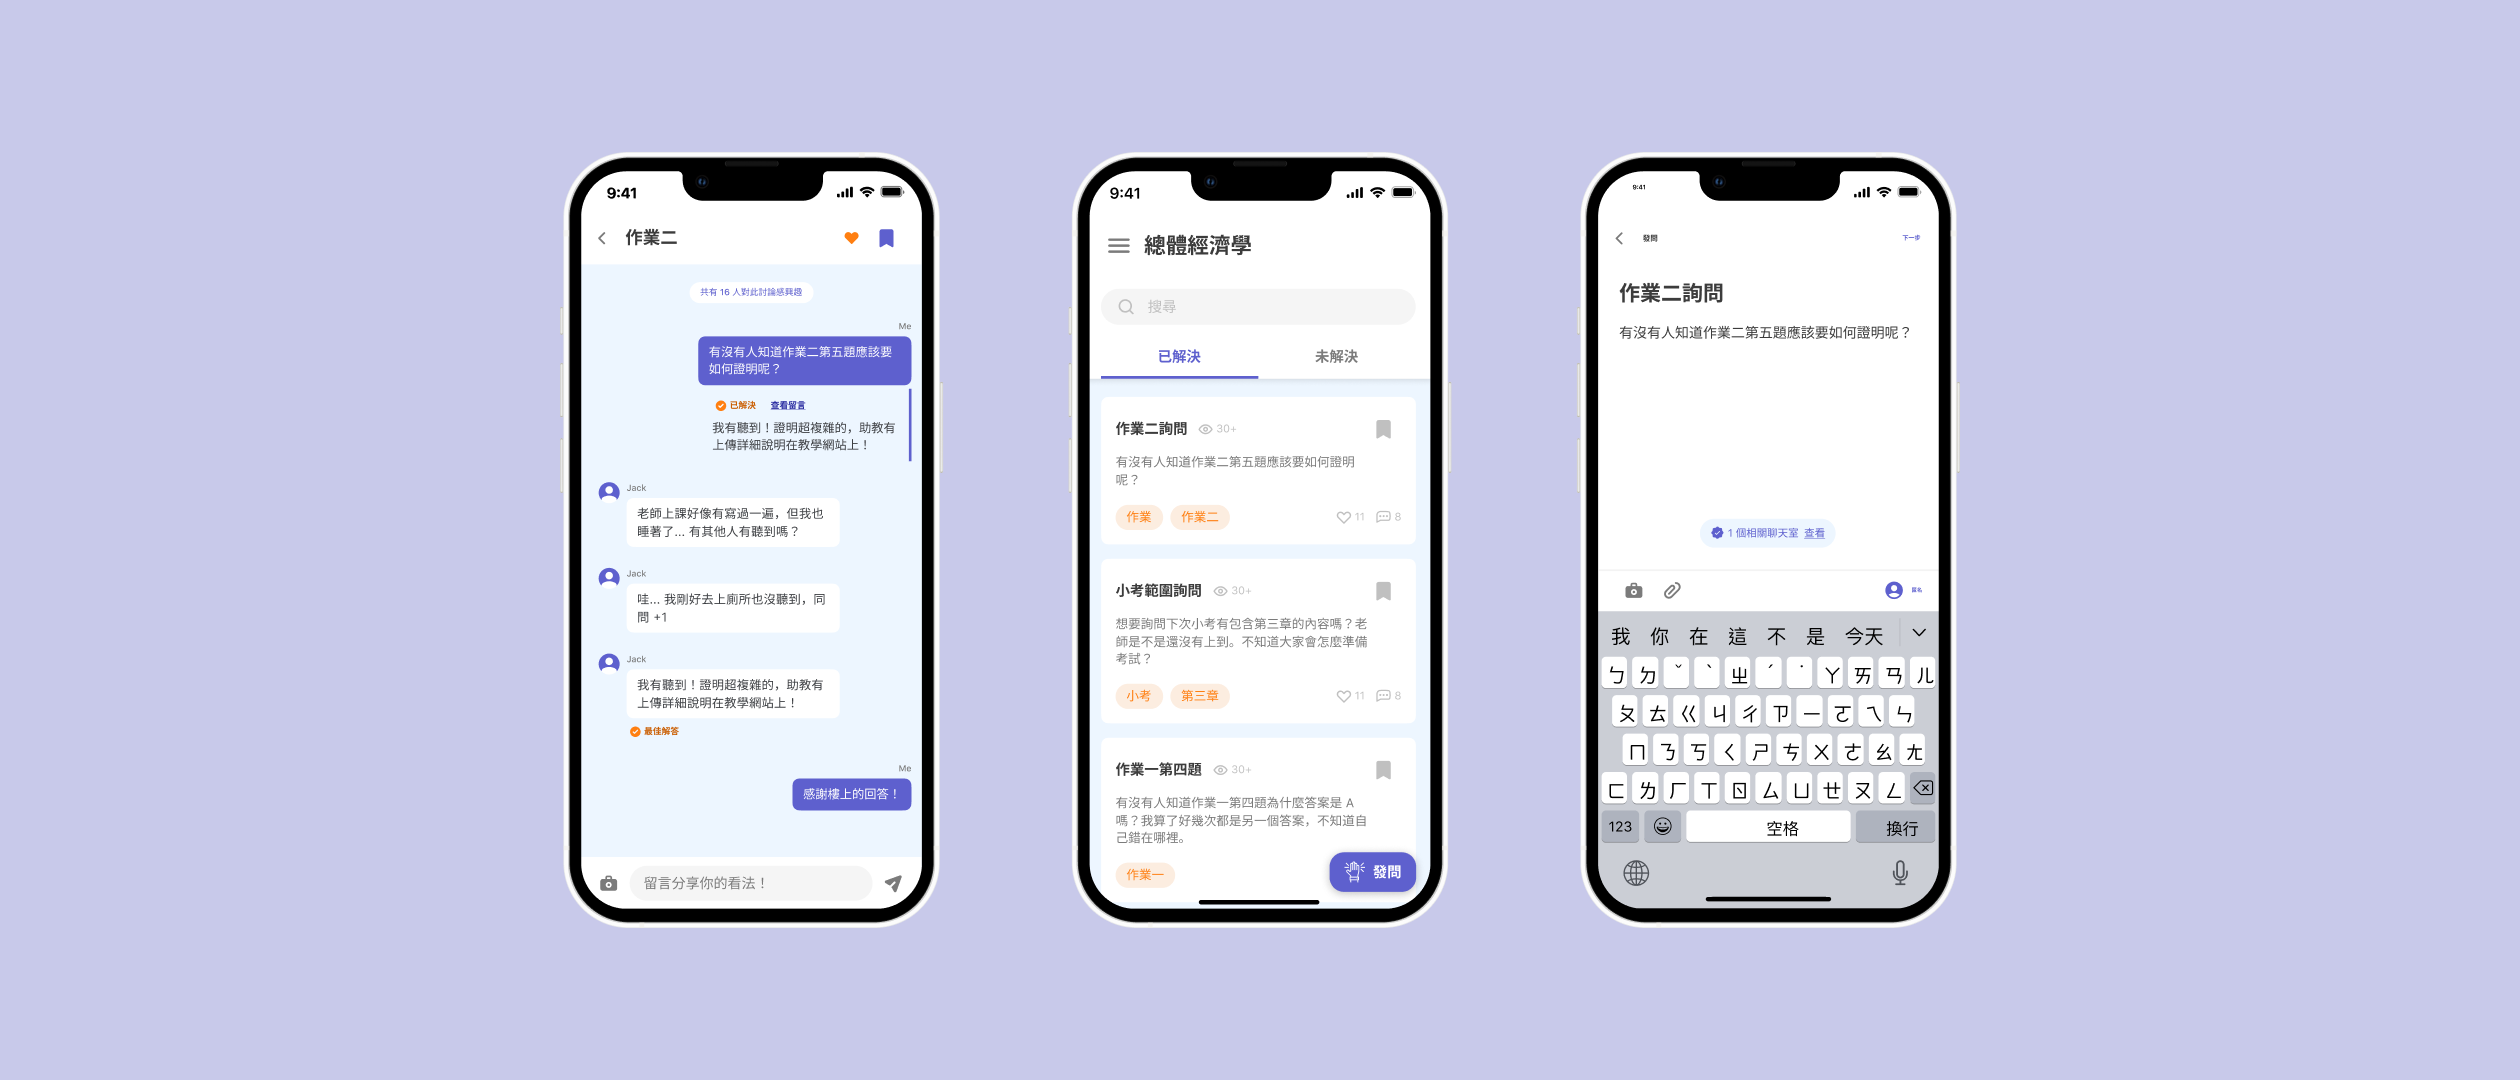 9:41
作業二
共有 16 人對此討論感興趣
Me
有沒有人知道作業二第五題應該要
如何證明呢？
已解決 查看留言
我有聽到！證明超複雜的，助教有
上傳詳細說明在教學網站上！
Jack
老師上課好像有寫過一遍，但我也
睡著了... 有其他人有聽到嗎？
Jack
哇... 我剛好去上廁所也沒聽到，同
問 +1
Jack
我有聽到！證明超複雜的，助教有
上傳詳細說明在教學網站上！
最佳解答
Me
感謝樓上的回答！
留言分享你的看法！
9:41
總體經濟學
搜尋
已解決 未解決
作業二詢問 30+
有沒有人知道作業二第五題應該要如何證明
呢？
作業 作業二 11 8
小考範圍詢問 30+
想要詢問下次小考有包含第三章的內容嗎？老
師是不是還沒有上到。不知道大家會怎麼準備
考試？
小考 第三章 11 8
作業一第四題 30+
有沒有人知道作業一第四題為什麼答案是 A
嗎？我算了好幾次都是另一個答案，不知道自
己錯在哪裡。
作業一
發問
9:41
發問 下一步
作業二詢問
有沒有人知道作業二第五題應該要如何證明呢？
1 個相關聊天室 查看
匿名
我 你 在 這 不 是 今天
ㄅ ㄉ ˇ ˋ ㄓ ˊ ˙ ㄚ ㄞ ㄢ ㄦ
ㄆ ㄊ ㄍ ㄐ ㄔ ㄗ ㄧ ㄛ ㄟ ㄣ
ㄇ ㄋ ㄎ ㄑ ㄕ ㄘ ㄨ ㄜ ㄠ ㄤ
ㄈ ㄌ ㄏ ㄒ ㄖ ㄙ ㄩ ㄝ ㄡ ㄥ
123 空格 換行